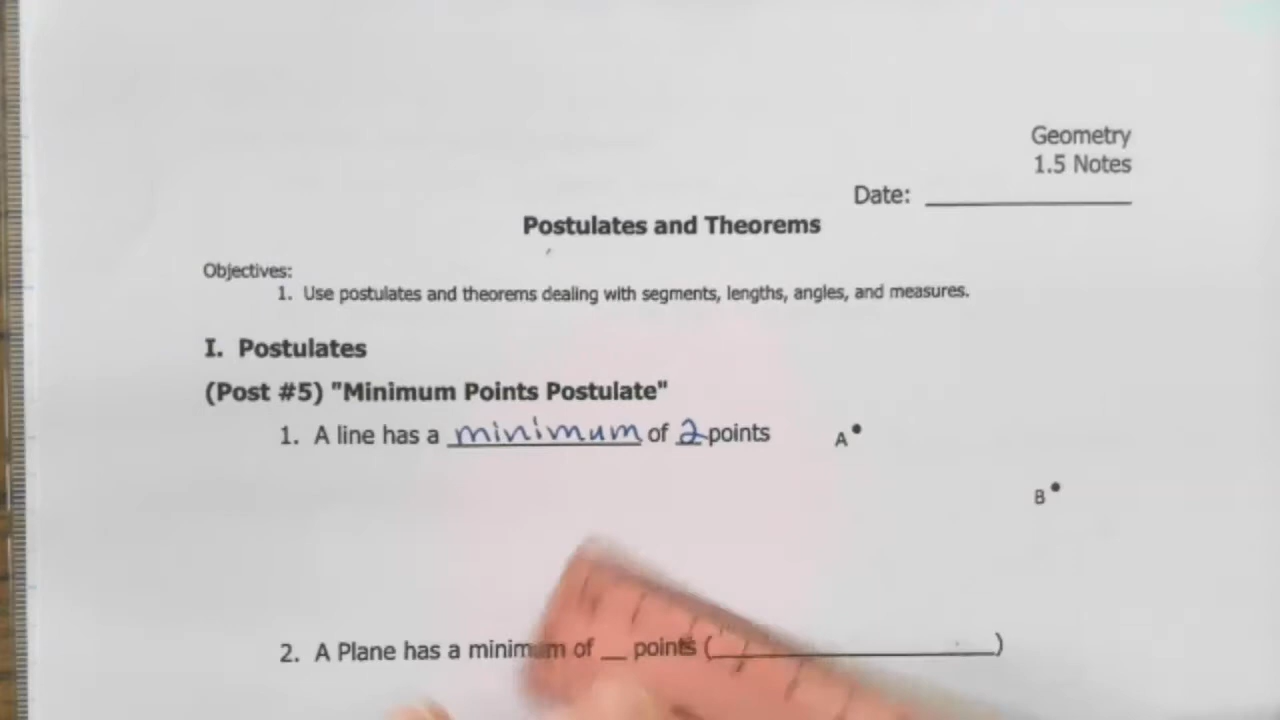 Geometry
1.5 Notes
Date: ____________
Postulates and Theorems
Objectives:
1. Use postulates and theorems dealing with segments, lengths, angles, and measures.
I. Postulates
(Post #5) "Minimum Points Postulate"
1. A line has a minimum of 2 points
A
B
2. A Plane has a minimum of __ points (____________________)